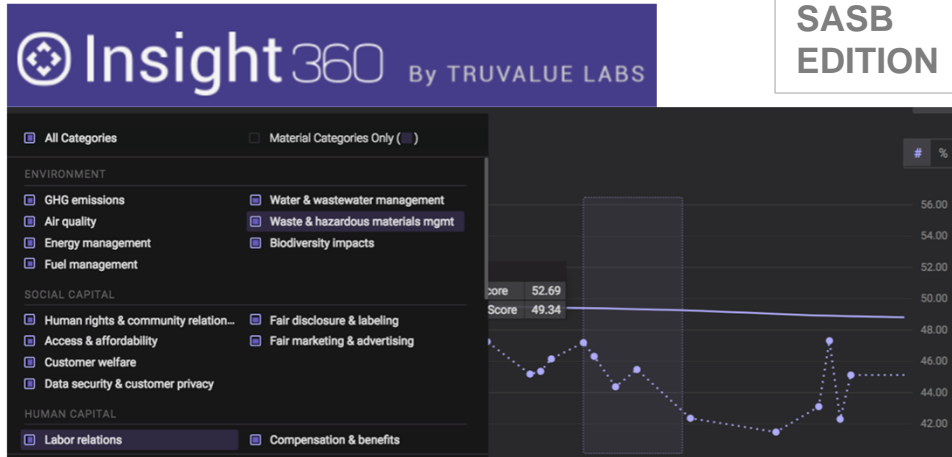 SASB
EDITION
Insight360 By TRUVALUE LABS
All Categories
Material Categories Only ( )
# %
ENVIRONMENT
GHG emissions
Water & wastewater management
Air quality
Waste & hazardous materials mgmt
Energy management
Biodiversity impacts
Fuel management
SOCIAL CAPITAL
Human rights & community relation...
Fair disclosure & labeling
Access & affordability
Fair marketing & advertising
Customer welfare
Data security & customer privacy
HUMAN CAPITAL
Labor relations
Compensation & benefits
core 52.69
Score 49.34
56.00
54.00
52.00
50.00
48.00
46.00
44.00
42.00